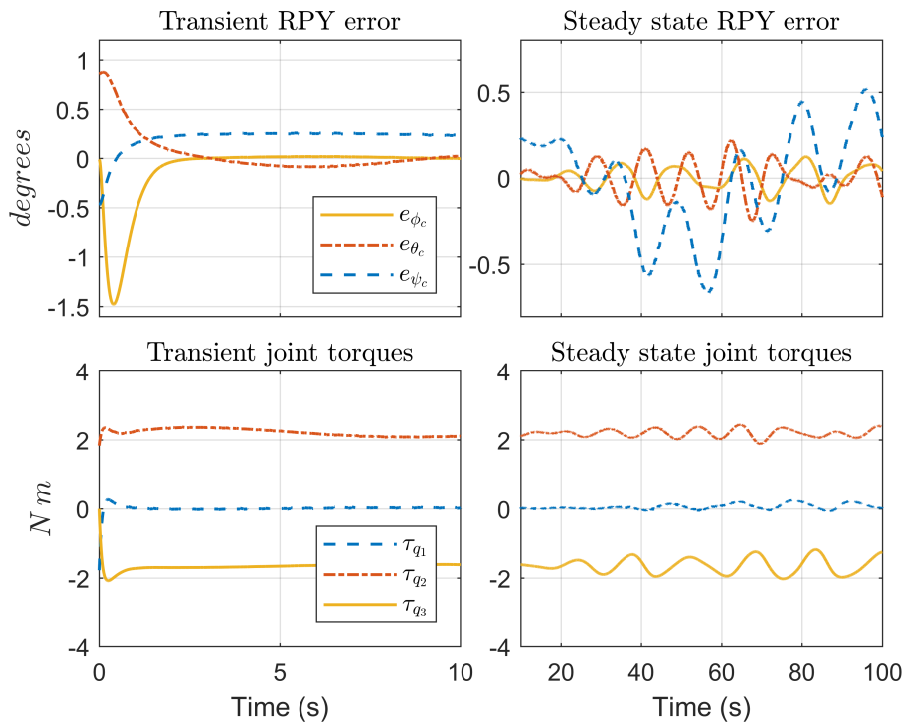 Transient RPY error
Steady state RPY error
1
0.5
0
-0.5
-1
-1.5
degrees
e_{ϕ_c}
e_{θ_c}
e_{ψ_c}
0.5
0
-0.5
Transient joint torques
Steady state joint torques
4
2
0
-2
-4
N m
τ_{q_1}
τ_{q_2}
τ_{q_3}
0 5 10
Time (s)
4
2
0
-2
-4
20 40 60 80 100
Time (s)